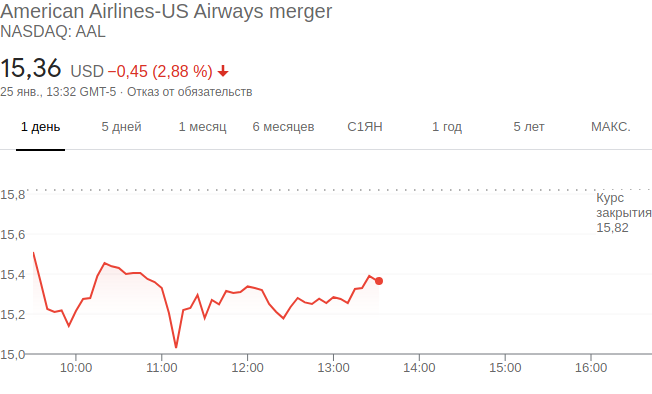 American Airlines-US Airways merger
NASDAQ: AAL
15,36 USD −0,45 (2,88 %)
25 янв., 13:32 GMT-5 · Отказ от обязательств
1 день 5 дней 1 месяц 6 месяцев С1ЯН 1 год 5 лет МАКС.
15,8
Курс
закрытия
15,82
15,6
15,4
15,2
15,0
10:00 11:00 12:00 13:00 14:00 15:00 16:00